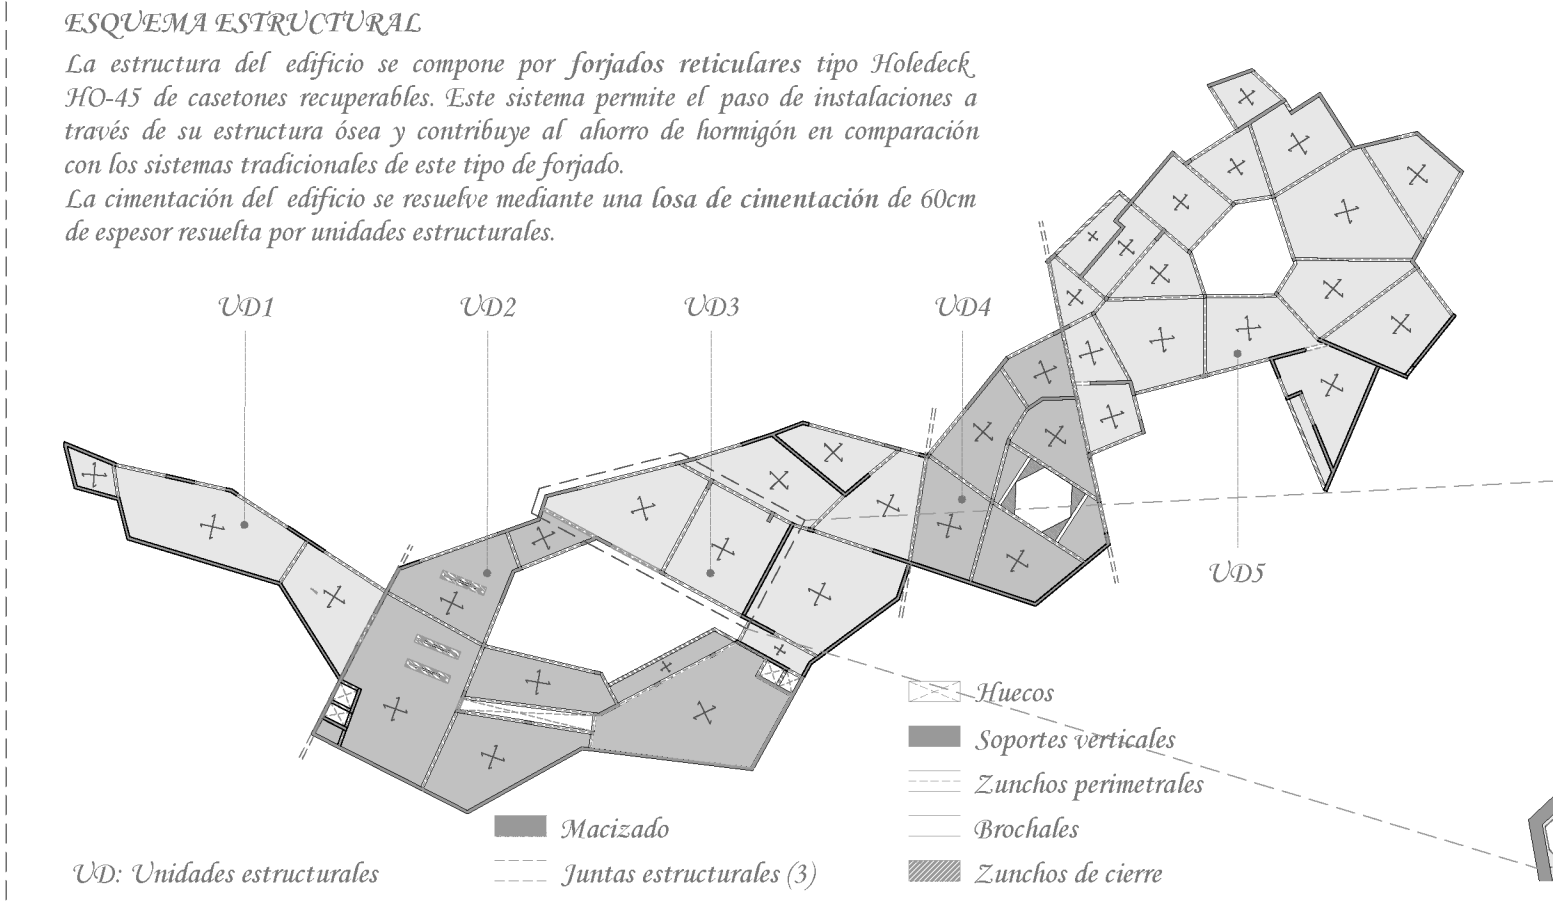 ESQUEMA ESTRUCTURAL
La estructura del edificio se compone por forjados reticulares tipo Holedeck
HO-45 de casetones recuperables. Este sistema permite el paso de instalaciones a
través de su estructura ósea y contribuye al ahorro de hormigón en comparación
con los sistemas tradicionales de este tipo de forjado.
La cimentación del edificio se resuelve mediante una losa de cimentación de 60cm
de espesor resuelta por unidades estructurales.
UD1
UD2
UD3
UD4
UD5
Huecos
Soportes verticales
Zunchos perimetrales
Brochales
Zunchos de cierre
Macizado
Juntas estructurales (3)
UD: Unidades estructurales